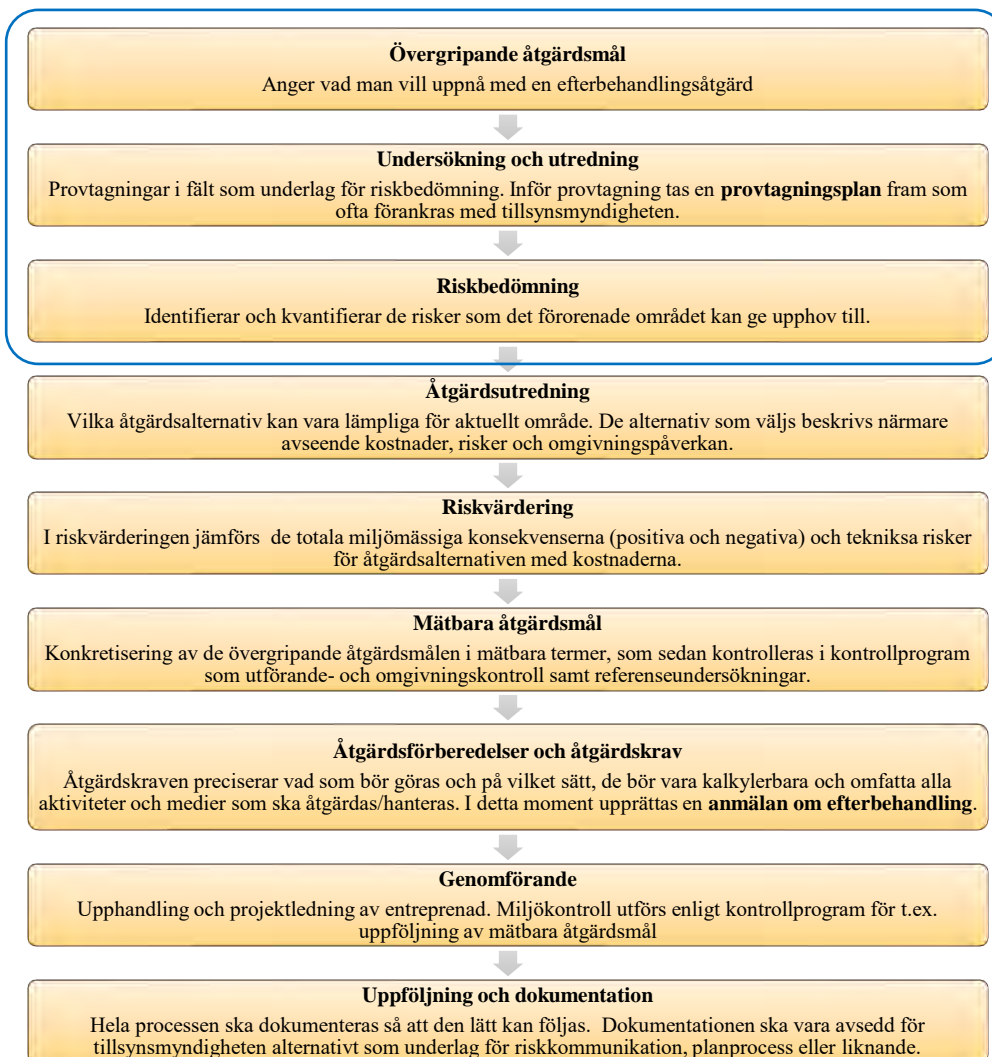 Övergripande åtgärdsmål
Anger vad man vill uppnå med en efterbehandlingsåtgärd
Undersökning och utredning
Provtagningar i fält som underlag för riskbedömning. Inför provtagning tas en provtagningsplan fram som
ofta förankras med tillsynsmyndigheten.
Riskbedömning
Identifierar och kvantifierar de risker som det förorenade området kan ge upphov till.
Åtgärdsutredning
Vilka åtgärdsalternativ kan vara lämpliga för aktuellt område. De alternativ som väljs beskrivs närmare
avseende kostnader, risker och omgivningspåverkan.
Riskvärdering
I riskvärderingen jämförs  de totala miljömässiga konsekvenserna (positiva och negativa) och tekniksa risker
för åtgärdsalternativen med kostnaderna.
Mätbara åtgärdsmål
Konkretisering av de övergripande åtgärdsmålen i mätbara termer, som sedan kontrolleras i kontrollprogram
som utförande- och omgivningskontroll samt referenseundersökningar.
Åtgärdsförberedelser och åtgärdskrav
Åtgärdskraven preciserar vad som bör göras och på vilket sätt, de bör vara kalkylerbara och omfatta alla
aktiviteter och medier som ska åtgärdas/hanteras. I detta moment upprättas en anmälan om efterbehandling.
Genomförande
Upphandling och projektledning av entreprenad. Miljökontroll utförs enligt kontrollprogram för t.ex.
uppföljning av mätbara åtgärdsmål
Uppföljning och dokumentation
Hela processen ska dokumenteras så att den lätt kan följas.  Dokumentationen ska vara avsedd för
tillsynsmyndigheten alternativt som underlag för riskkommunikation, planprocess eller liknande.